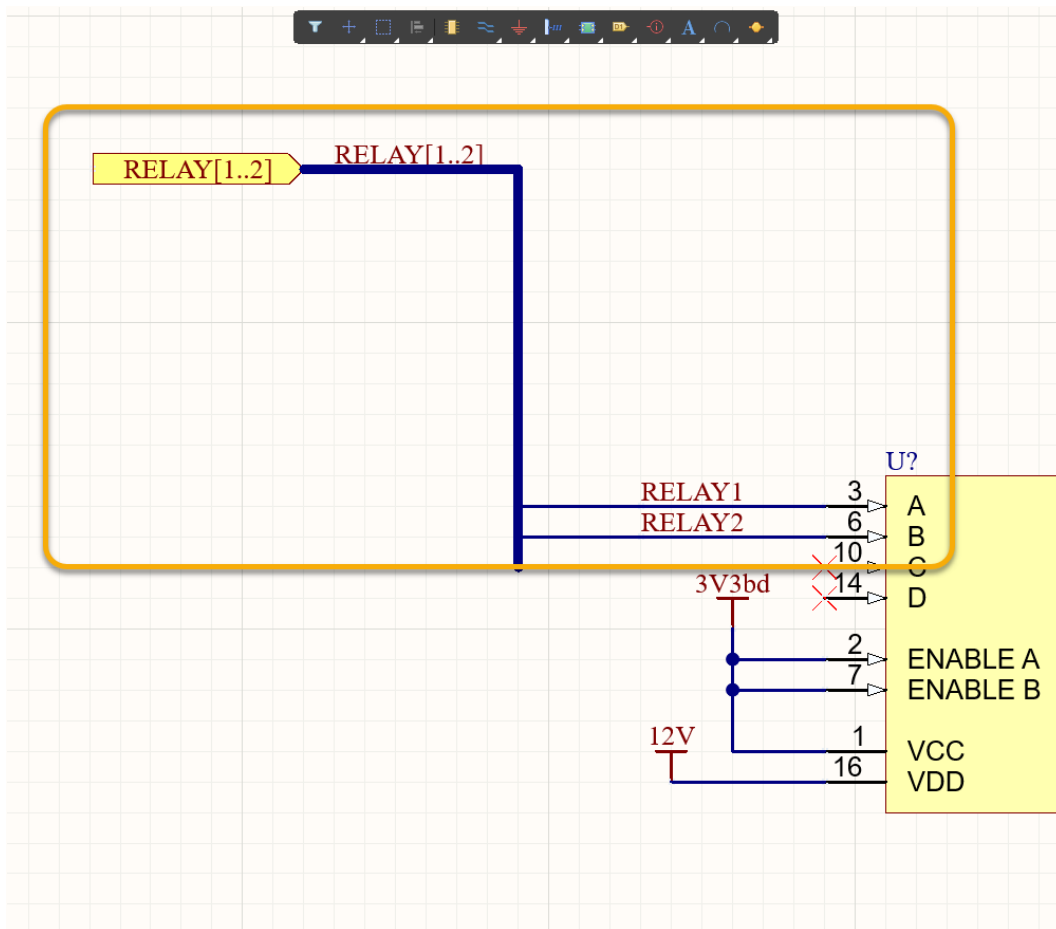 RELAY[1..2] RELAY[1..2]
U?
RELAY1 3 A
RELAY2 6 B
10 C
3V3bd 14 D
2 ENABLE A
7 ENABLE B
12V 1 VCC
16 VDD